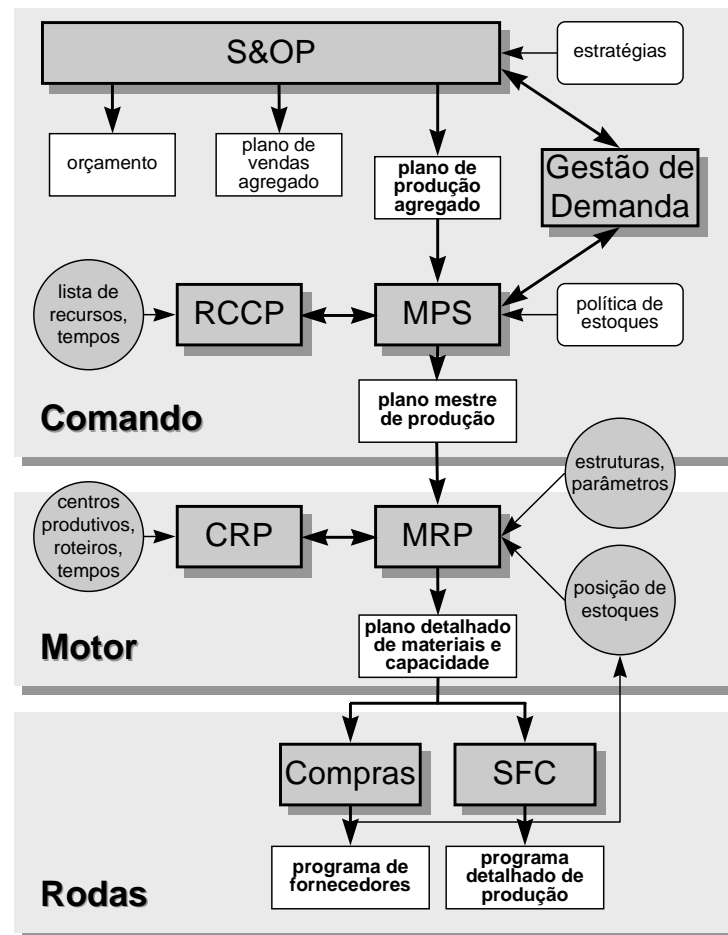 S&OP
estratégias
orçamento
plano de
vendas
agregado
plano de
produção
agregado
Gestão de
Demanda
lista de
recursos,
tempos
RCCP
MPS
política de
estoques
Comando
plano mestre
de produção
estruturas,
parâmetros
centros
produtivos,
roteiros,
tempos
CRP
MRP
posição de
estoques
Motor
plano detalhado
de materiais e
capacidade
Compras
SFC
programa de
fornecedores
programa
detalhado de
produção
Rodas